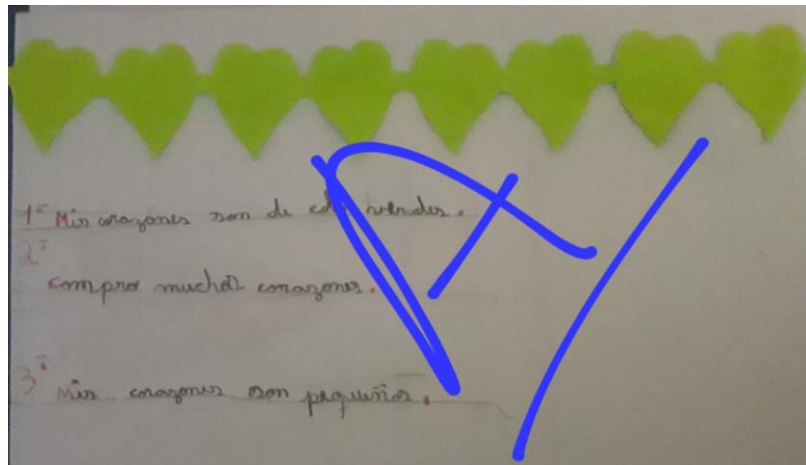 1º Mis corazones son de verdes.
2º
compro muchos corazones.
3º Mis corazones son pequeños.